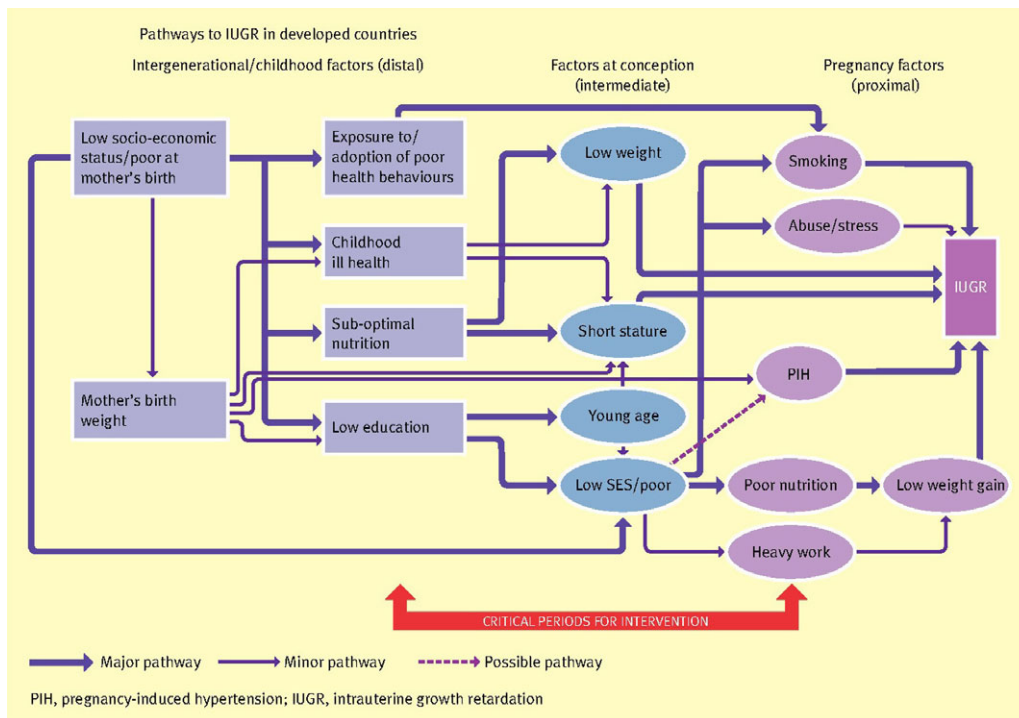 Pathways to IUGR in developed countries
Intergenerational/childhood factors (distal)
Factors at conception
(intermediate)
Pregnancy factors
(proximal)
Low socio-economic
status/poor at
mother's birth
Exposure to/
adoption of poor
health behaviours
Low weight
Smoking
Abuse/stress
Childhood
ill health
IUGR
Sub-optimal
nutrition
Short stature
PIH
Mother's birth
weight
Low education
Young age
Low SES/poor
Poor nutrition
Low weight gain
Heavy work
CRITICAL PERIODS FOR INTERVENTION
Major pathway
Minor pathway
Possible pathway
PIH, pregnancy-induced hypertension; IUGR, intrauterine growth retardation